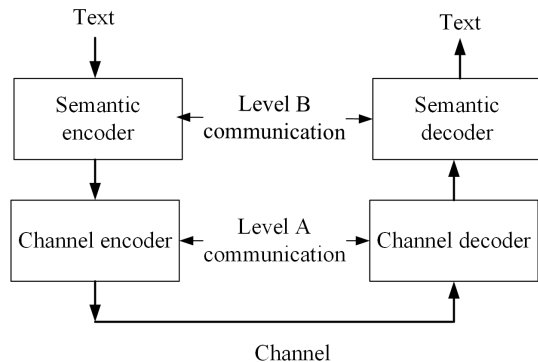 Text
Text
Semantic
encoder
Level B
communication
Semantic
decoder
Channel encoder
Level A
communication
Channel decoder
Channel